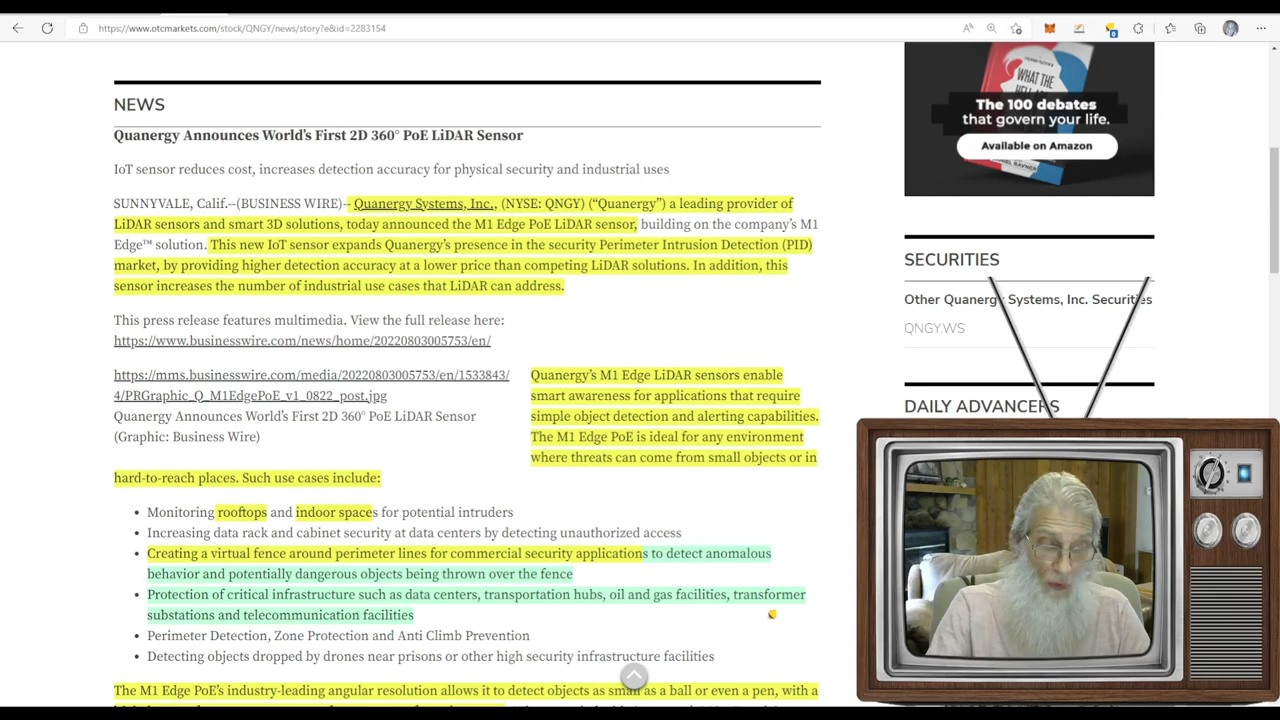 https://www.otcmarkets.com/stock/QNGY/news/story?e&id=2283154
NEWS
Quanergy Announces World's First 2D 360° PoE LiDAR Sensor
IoT sensor reduces cost, increases detection accuracy for physical security and industrial uses
SUNNYVALE, Calif.--(BUSINESS WIRE)-- Quanergy Systems, Inc., (NYSE: QNGY) (“Quanergy”) a leading provider of
LiDAR sensors and smart 3D solutions, today announced the M1 Edge PoE LiDAR sensor, building on the company's M1
Edge™ solution. This new IoT sensor expands Quanergy's presence in the security Perimeter Intrusion Detection (PID)
market, by providing higher detection accuracy at a lower price than competing LiDAR solutions. In addition, this
sensor increases the number of industrial use cases that LiDAR can address.
This press release features multimedia. View the full release here:
https://www.businesswire.com/news/home/20220803005753/en/
https://mms.businesswire.com/media/20220803005753/en/1533843/
4/PRGraphic_Q_M1EdgePoE_v1_0822_post.jpg
Quanergy Announces World's First 2D 360° PoE LiDAR Sensor
(Graphic: Business Wire)
Quanergy's M1 Edge LiDAR sensors enable
smart awareness for applications that require
simple object detection and alerting capabilities.
The M1 Edge PoE is ideal for any environment
where threats can come from small objects or in
hard-to-reach places. Such use cases include:
• Monitoring rooftops and indoor spaces for potential intruders
• Increasing data rack and cabinet security at data centers by detecting unauthorized access
• Creating a virtual fence around perimeter lines for commercial security applications to detect anomalous
behavior and potentially dangerous objects being thrown over the fence
• Protection of critical infrastructure such as data centers, transportation hubs, oil and gas facilities, transformer
substations and telecommunication facilities
• Perimeter Detection, Zone Protection and Anti Climb Prevention
• Detecting objects dropped by drones near prisons or other high security infrastructure facilities
The M1 Edge PoE's industry-leading angular resolution allows it to detect objects as small as a ball or even a pen, with a
WHAT THE
The 100 debates
that govern your life.
Available on Amazon
SECURITIES
Other Quanergy Systems, Inc. Securities
QNGY.WS
DAILY ADVANCERS